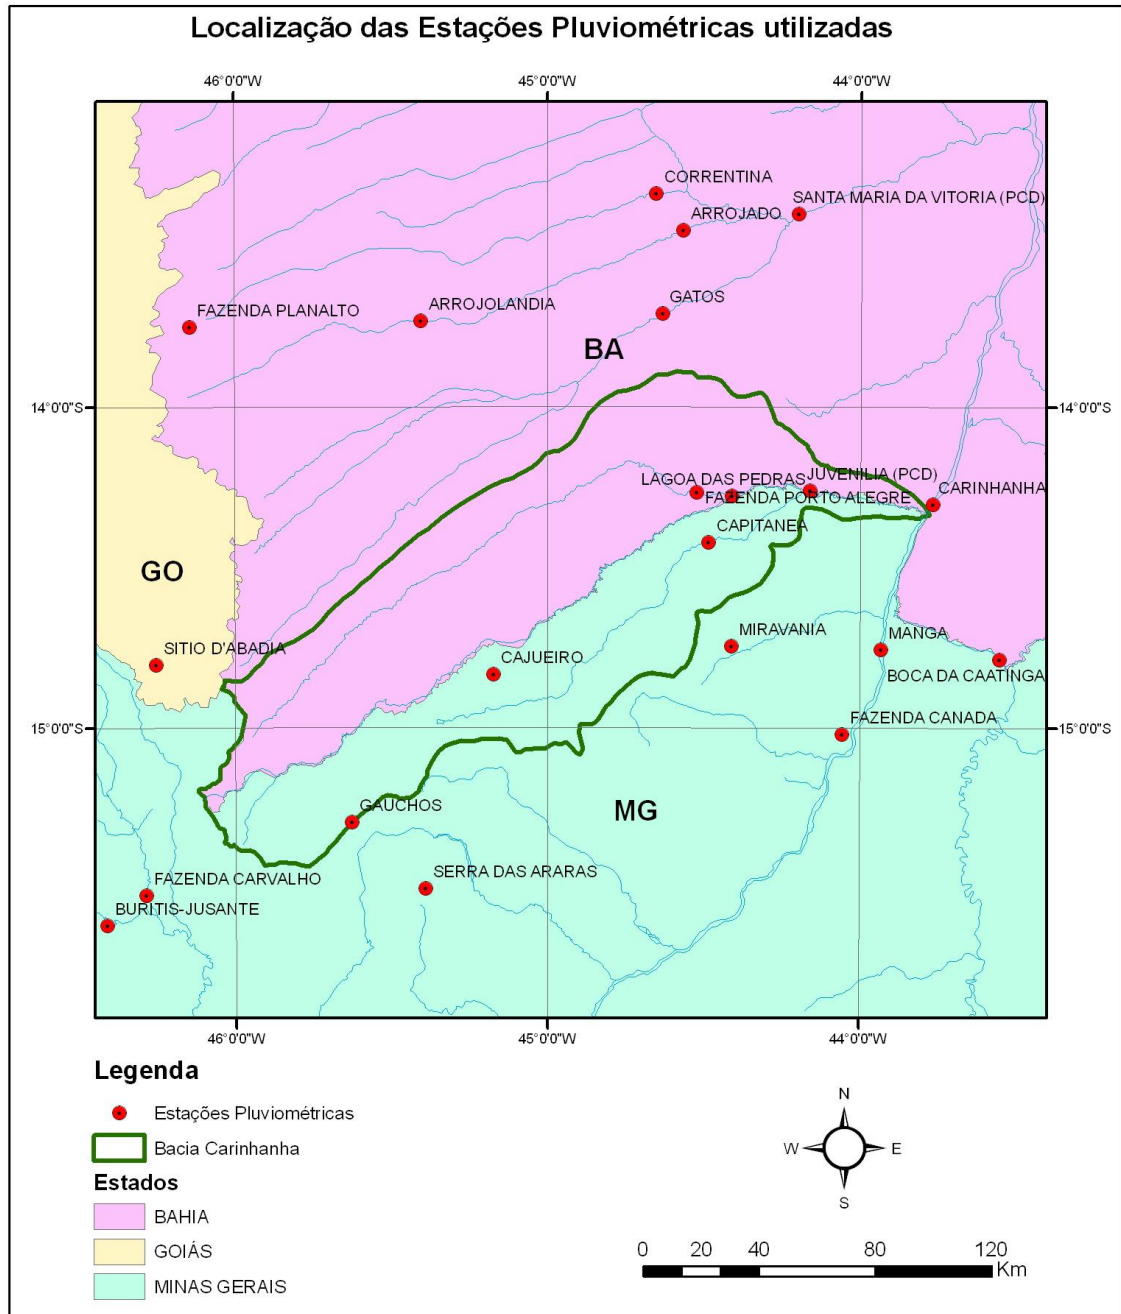 Localização das Estações Pluviométricas utilizadas
46°0'0"W
45°0'0"W
44°0'0"W
CORRENTINA
SANTA MARIA DA VITORIA (PCD)
ARROJADO
GATOS
FAZENDA PLANALTO
ARROJOLANDIA
BA
14°0'0"S
14°0'0"S
LAGOA DAS PEDRAS
JUVENILIA (PCD)
CARINHANHA
FAZENDA PORTO ALEGRE
CAPITANEA
GO
SITIO D'ABADIA
CAJUEIRO
MIRAVANIA
MANGA
BOCA DA CAATINGA
FAZENDA CANADA
15°0'0"S
15°0'0"S
GAUCHOS
MG
SERRA DAS ARARAS
FAZENDA CARVALHO
BURITIS-JUSANTE
46°0'0"W
45°0'0"W
44°0'0"W
Legenda
Estações Pluviométricas
Bacia Carinhanha
Estados
BAHIA
GOIÁS
MINAS GERAIS
N
W
E
S
0 20 40 80 120
Km